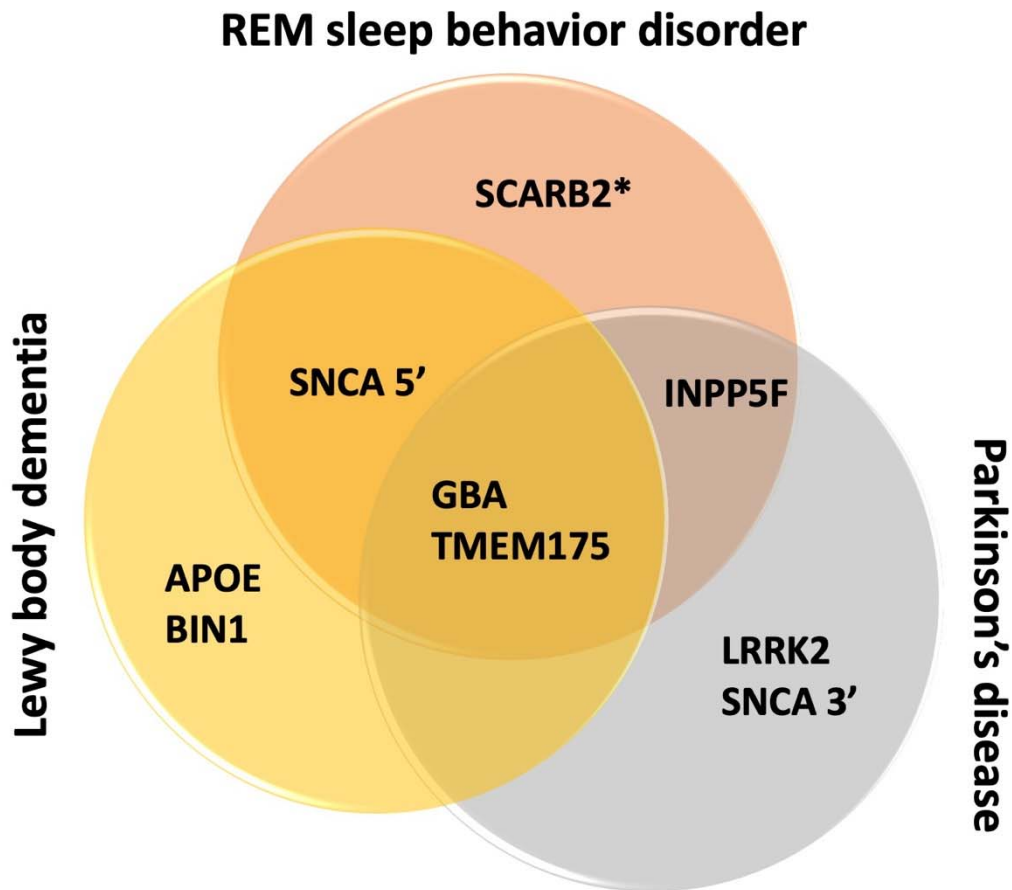 REM sleep behavior disorder
SCARB2*
SNCA 5’
INPP5F
GBA
TMEM175
APOE
BIN1
LRRK2
SNCA 3’
Lewy body dementia
Parkinson’s disease